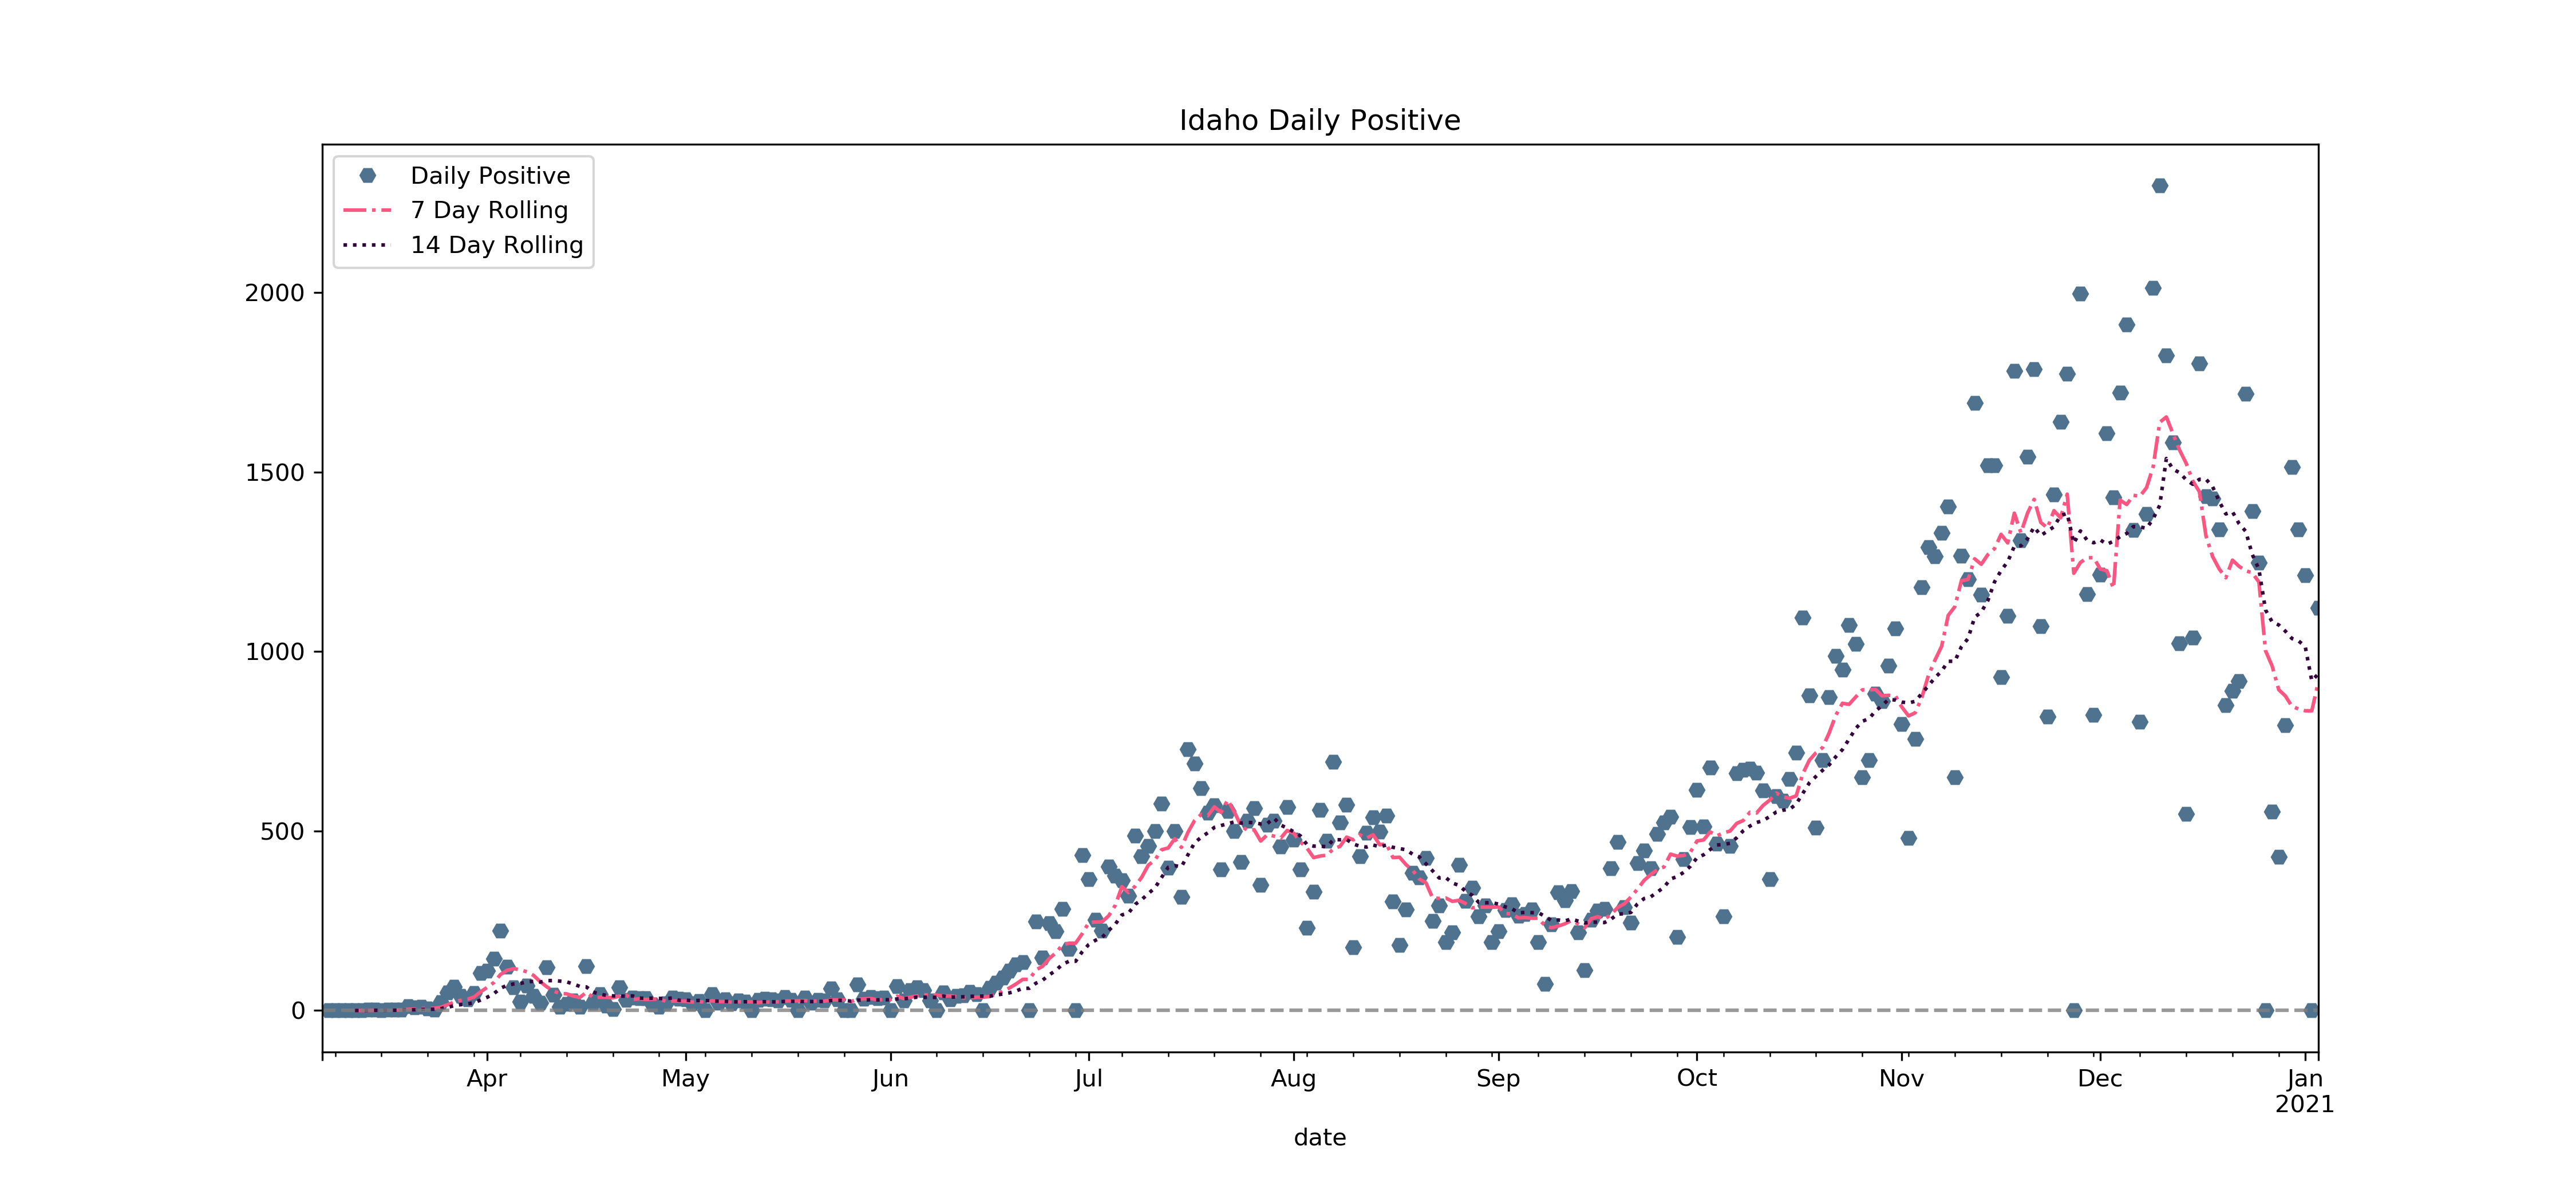 Idaho Daily Positive
Daily Positive
7 Day Rolling
14 Day Rolling
2000
1500
1000
500
0
Apr May Jun Jul Aug Sep Oct Nov Dec Jan
2021
date